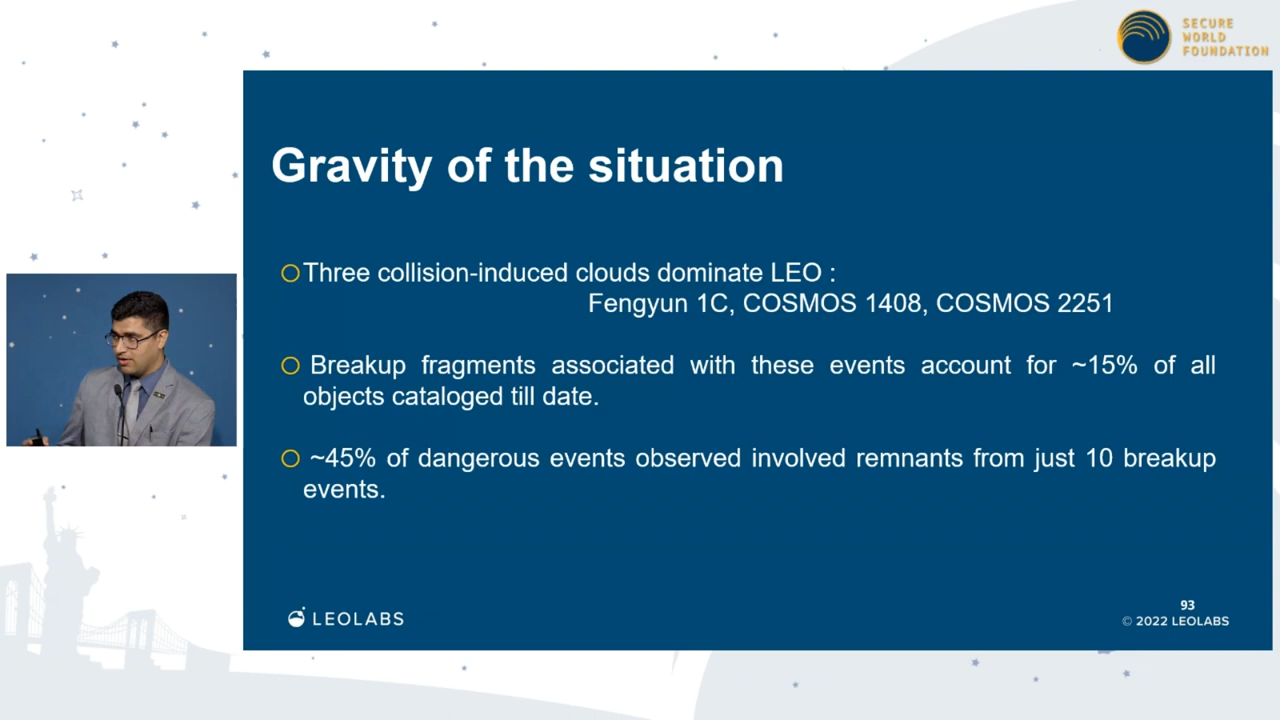 SECURE
WORLD
FOUNDATION
Gravity of the situation
Three collision-induced clouds dominate LEO :
Fengyun 1C, COSMOS 1408, COSMOS 2251
Breakup fragments associated with these events account for ~15% of all
objects cataloged till date.
~45% of dangerous events observed involved remnants from just 10 breakup
events.
LEOLABS
93
© 2022 LEOLABS